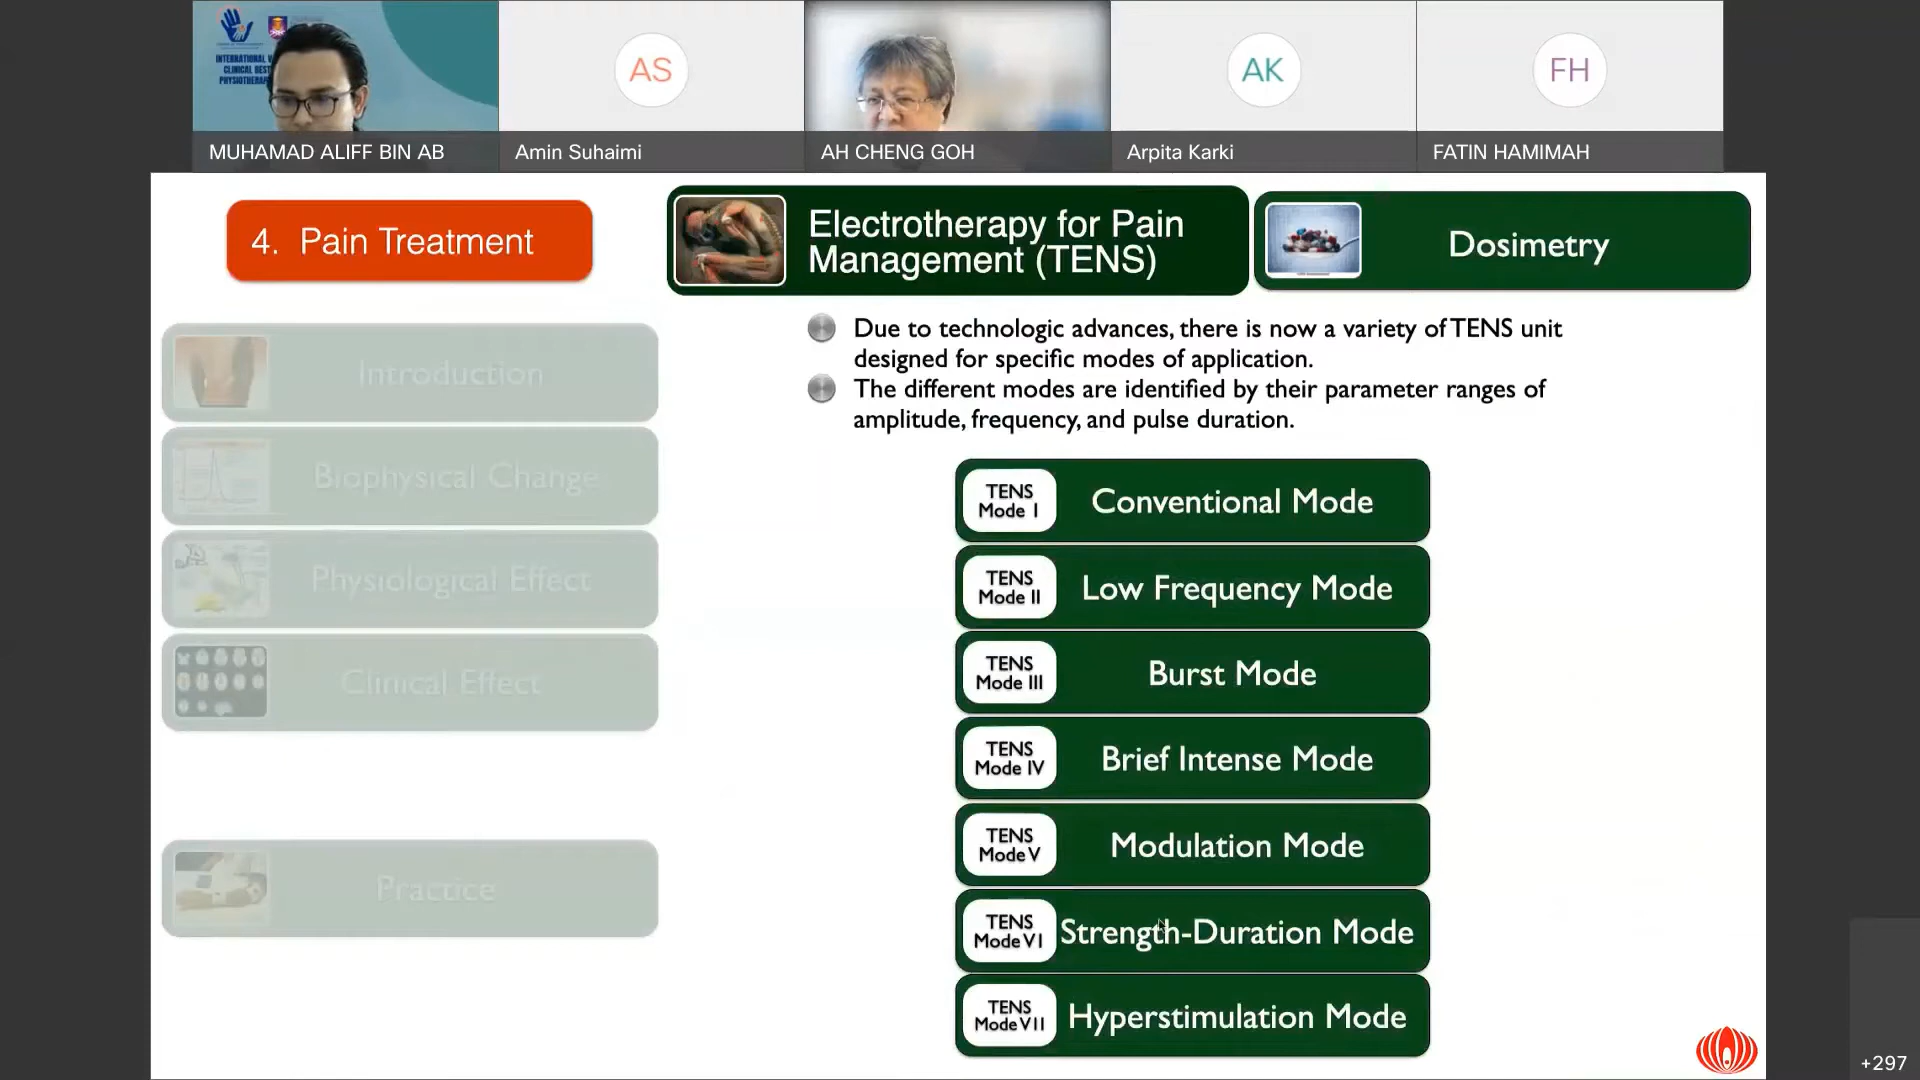 INTERNATIONAL
CLINICAL BEST
PHYSIOTHERA
MUHAMAD ALIFF BIN AB
AS
Amin Suhaimi
AH CHENG GOH
AK
Arpita Karki
FH
FATIN HAMIMAH
4. Pain Treatment
Electrotherapy for Pain
Management (TENS)
Dosimetry
Introduction
Biophysical Change
Physiological Effect
Clinical Effect
Practice
Due to technologic advances, there is now a variety of TENS unit
designed for specific modes of application.
The different modes are identified by their parameter ranges of
amplitude, frequency, and pulse duration.
TENS
Mode I
Conventional Mode
TENS
Mode II
Low Frequency Mode
TENS
Mode III
Burst Mode
TENS
Mode IV
Brief Intense Mode
TENS
Mode V
Modulation Mode
TENS
Mode VI
Strength-Duration Mode
TENS
Mode VII
Hyperstimulation Mode
+297